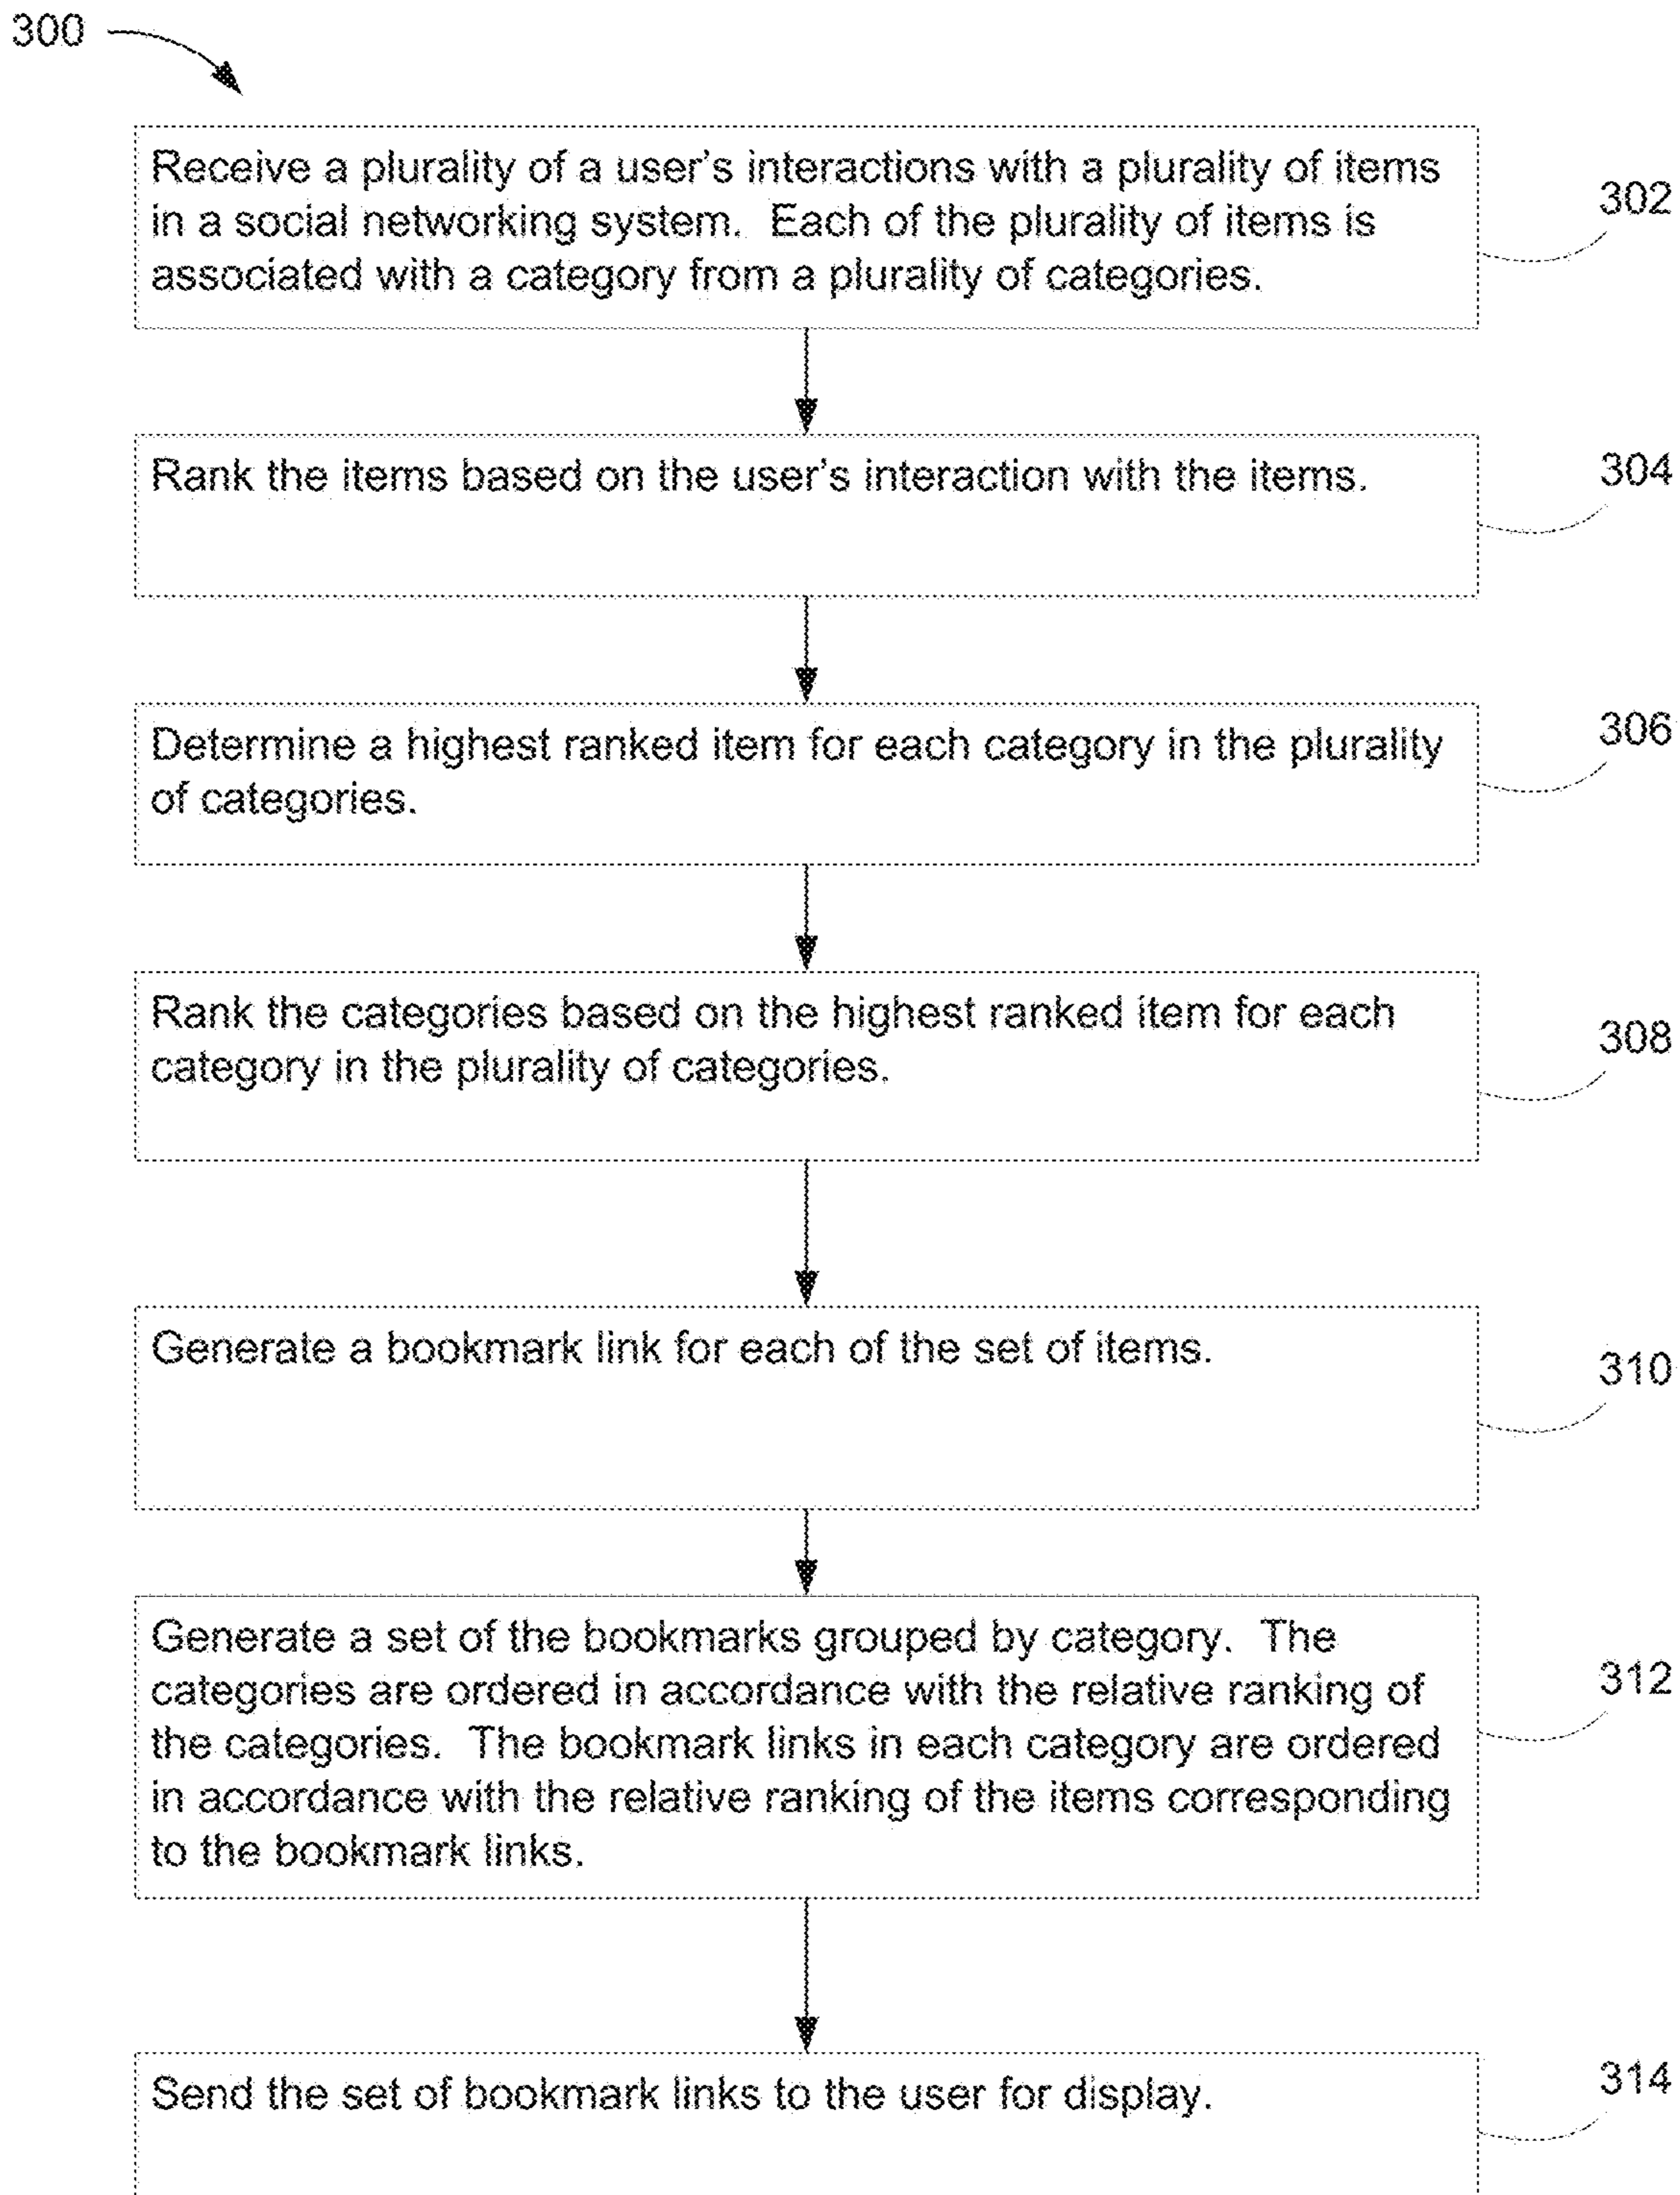 300
Receive a plurality of a user's interactions with a plurality of items
in a social networking system.  Each of the plurality of items is
associated with a category from a plurality of categories.
302
Rank the items based on the user's interaction with the items.
304
Determine a highest ranked item for each category in the plurality
of categories.
306
Rank the categories based on the highest ranked item for each
category in the plurality of categories.
308
Generate a bookmark link for each of the set of items.
310
Generate a set of the bookmarks grouped by category.  The
categories are ordered in accordance with the relative ranking of
the categories.  The bookmark links in each category are ordered
in accordance with the relative ranking of the items corresponding
to the bookmark links.
312
Send the set of bookmark links to the user for display.
314